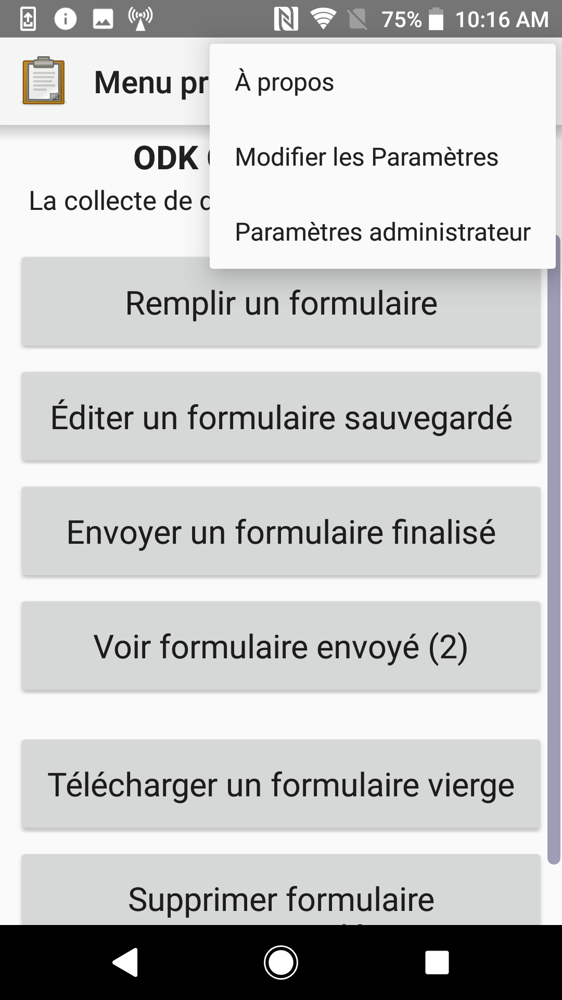 75% 10:16 AM
Menu pr
À propos
Modifier les Paramètres
Paramètres administrateur
ODK
La collecte de
Remplir un formulaire
Éditer un formulaire sauvegardé
Envoyer un formulaire finalisé
Voir formulaire envoyé (2)
Télécharger un formulaire vierge
Supprimer formulaire